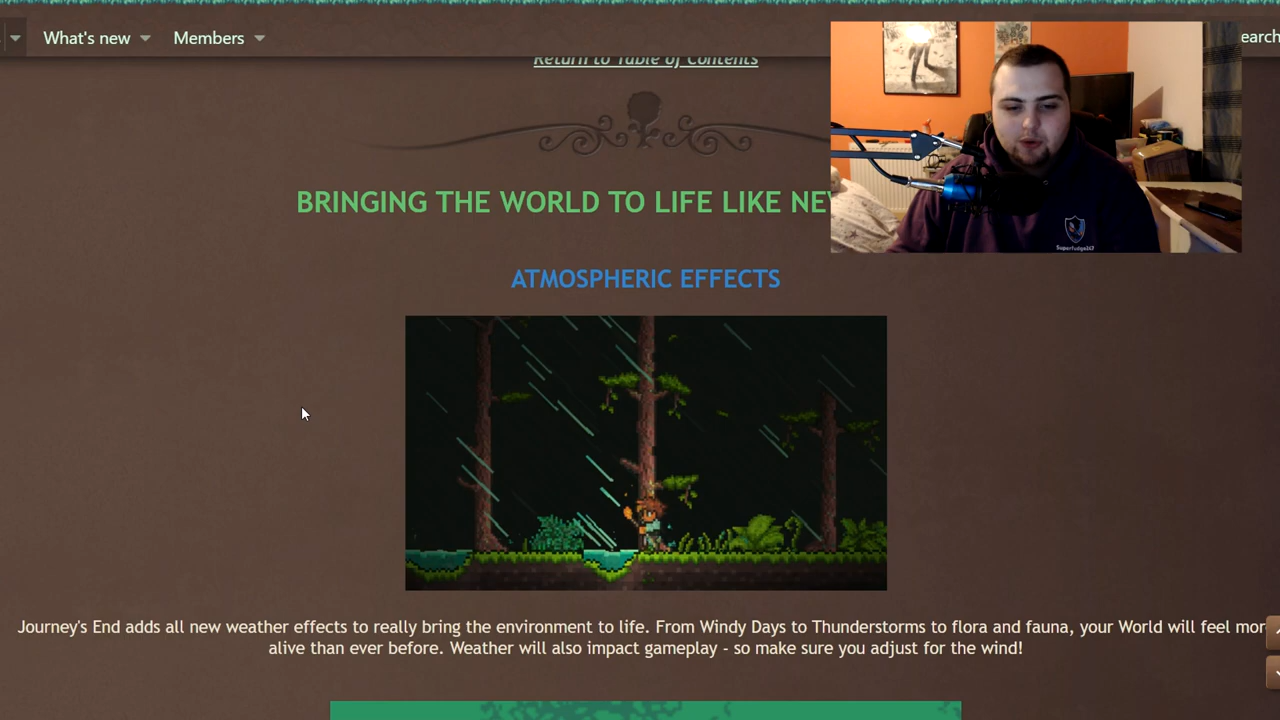 What's new
Members
earch
Return to Table of Contents
BRINGING THE WORLD TO LIFE LIKE NEV
ATMOSPHERIC EFFECTS
Superfudge247
Journey's End adds all new weather effects to really bring the environment to life. From Windy Days to Thunderstorms to flora and fauna, your World will feel mor
alive than ever before. Weather will also impact gameplay - so make sure you adjust for the wind!